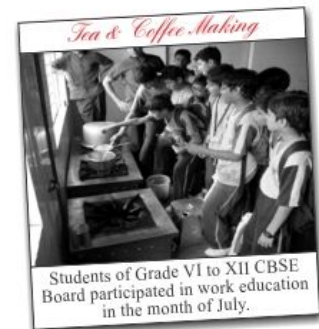 Tea & Coffee Making
Students of Grade VI to XII CBSE
Board participated in work education
in the month of July.